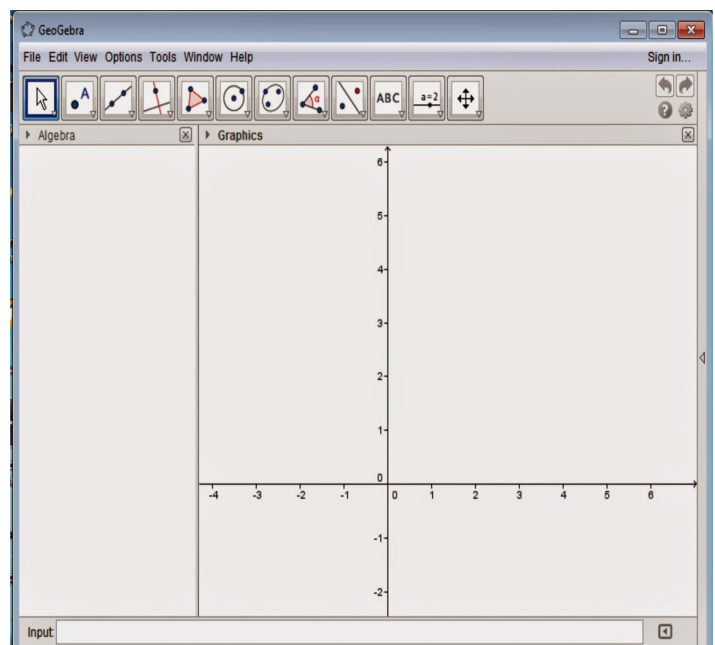 GeoGebra
File Edit View Options Tools Window Help Sign in...
A α ABC a=2
Algebra Graphics
6
5
4
3
2
1
0
-4 -3 -2 -1 0 1 2 3 4 5 6
-1
-2
Input: